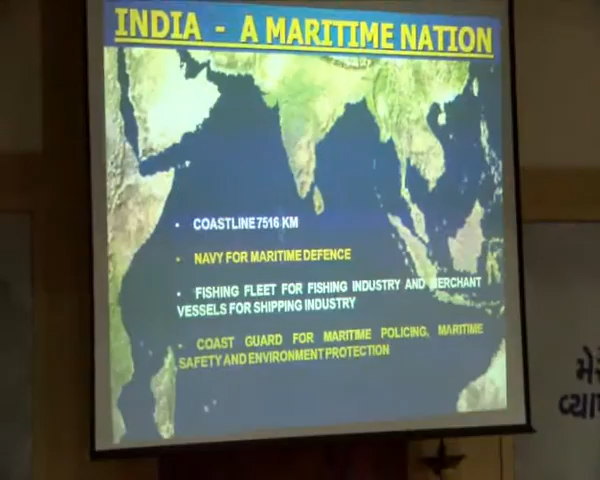 INDIA - A MARITIME NATION
• COASTLINE 7516 KM
• NAVY FOR MARITIME DEFENCE
• FISHING FLEET FOR FISHING INDUSTRY AND MERCHANT
VESSELS FOR SHIPPING INDUSTRY
• COAST GUARD FOR MARITIME POLICING, MARITIME
SAFETY AND ENVIRONMENT PROTECTION